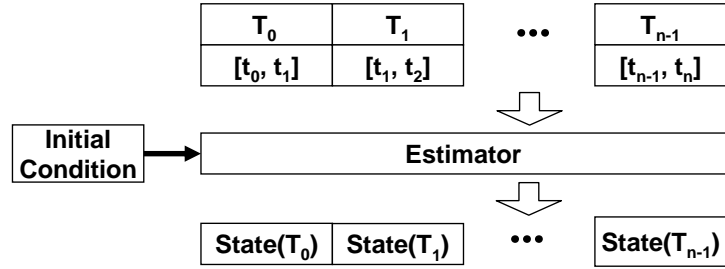 T₀ T₁ ••• Tₙ₋₁
[t₀, t₁] [t₁, t₂] [tₙ₋₁, tₙ]
Initial
Condition
Estimator
State(T₀) State(T₁) ••• State(Tₙ₋₁)